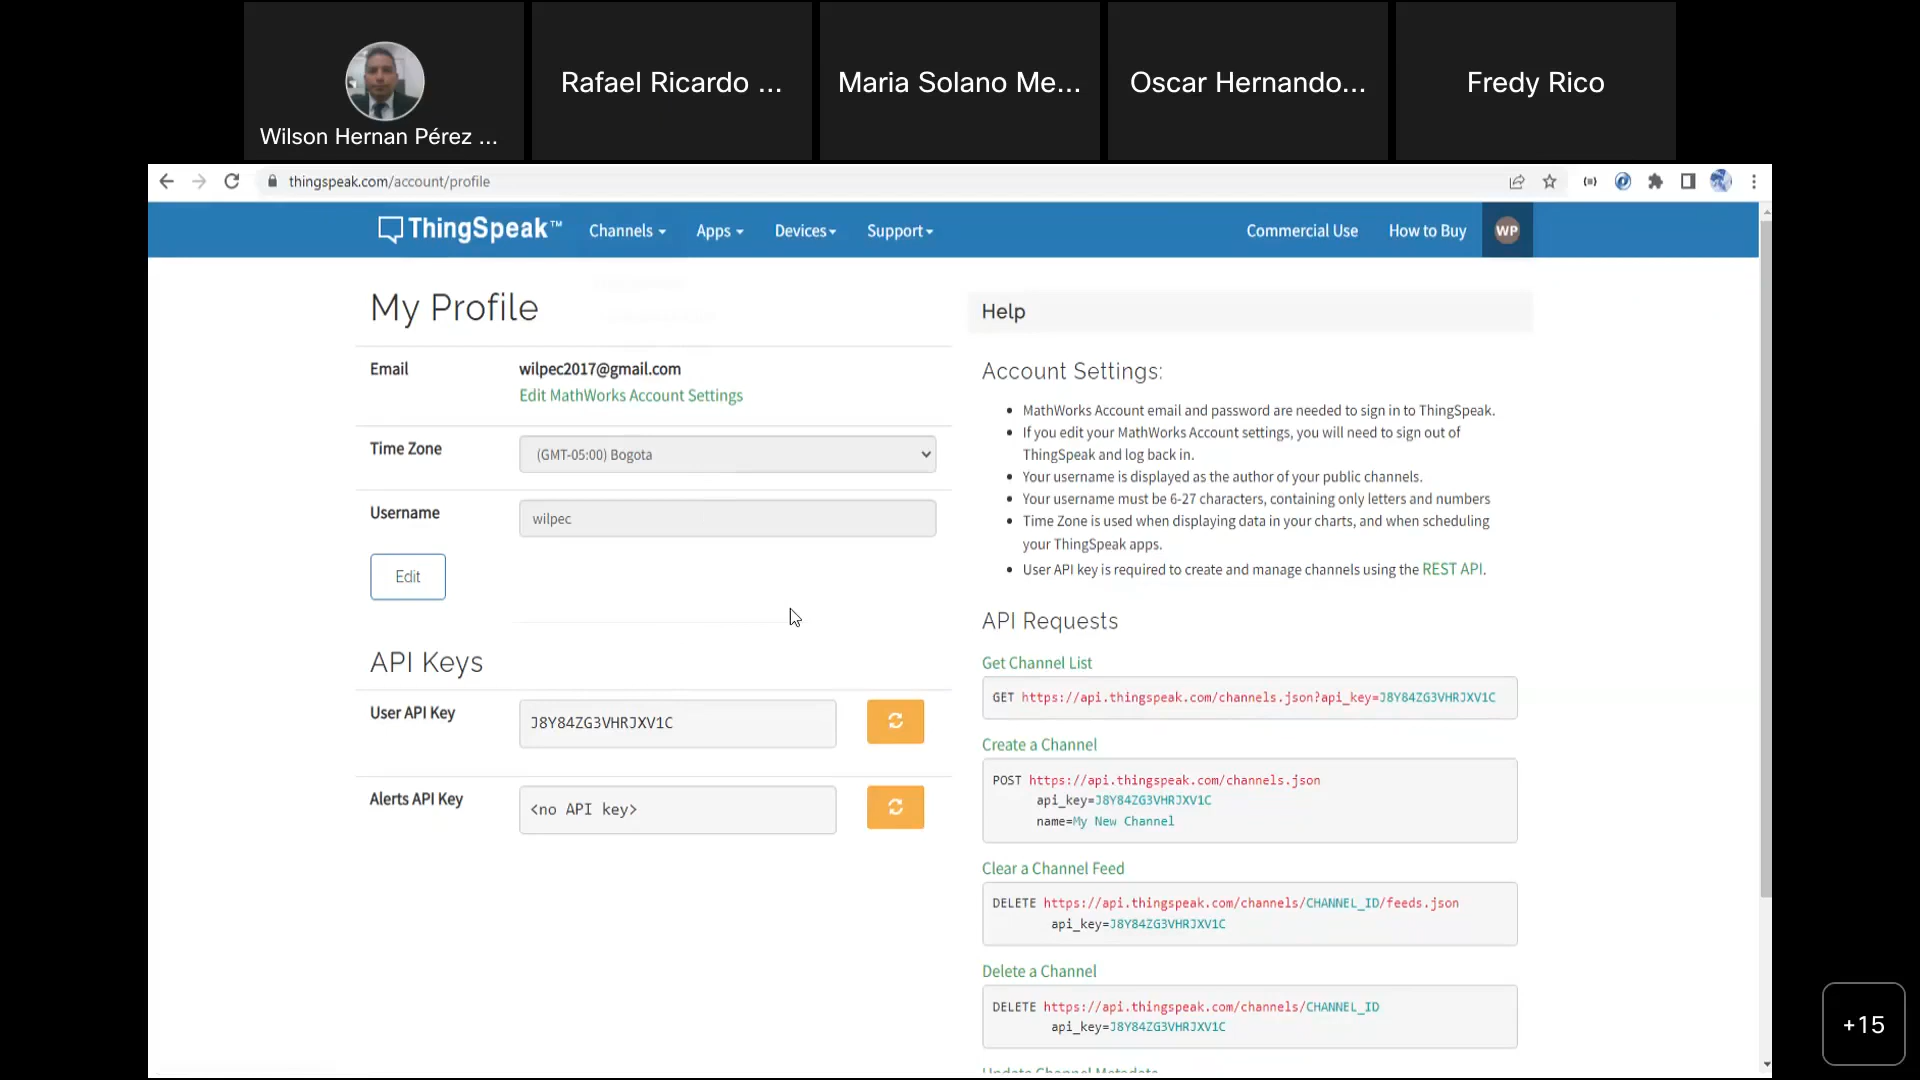 Wilson Hernan Pérez ...
Rafael Ricardo ...
Maria Solano Me...
Oscar Hernando...
Fredy Rico
thingspeak.com/account/profile
ThingSpeak™
Channels
Apps
Devices
Support
Commercial Use
How to Buy
WP
My Profile
Email
wilpec2017@gmail.com
Edit MathWorks Account Settings
Time Zone
(GMT-05:00) Bogota
Username
wilpec
Edit
API Keys
User API Key
J8Y84ZG3VHRJXV1C
Alerts API Key
<no API key>
Help
Account Settings:
MathWorks Account email and password are needed to sign in to ThingSpeak.
If you edit your MathWorks Account settings, you will need to sign out of
ThingSpeak and log back in.
Your username is displayed as the author of your public channels.
Your username must be 6-27 characters, containing only letters and numbers
Time Zone is used when displaying data in your charts, and when scheduling
your ThingSpeak apps.
User API key is required to create and manage channels using the REST API.
API Requests
Get Channel List
GET https://api.thingspeak.com/channels.json?api_key=J8Y84ZG3VHRJXV1C
Create a Channel
POST https://api.thingspeak.com/channels.json
api_key=J8Y84ZG3VHRJXV1C
name=My New Channel
Clear a Channel Feed
DELETE https://api.thingspeak.com/channels/CHANNEL_ID/feeds.json
api_key=J8Y84ZG3VHRJXV1C
Delete a Channel
DELETE https://api.thingspeak.com/channels/CHANNEL_ID
api_key=J8Y84ZG3VHRJXV1C
Update Channel Metadata
+15